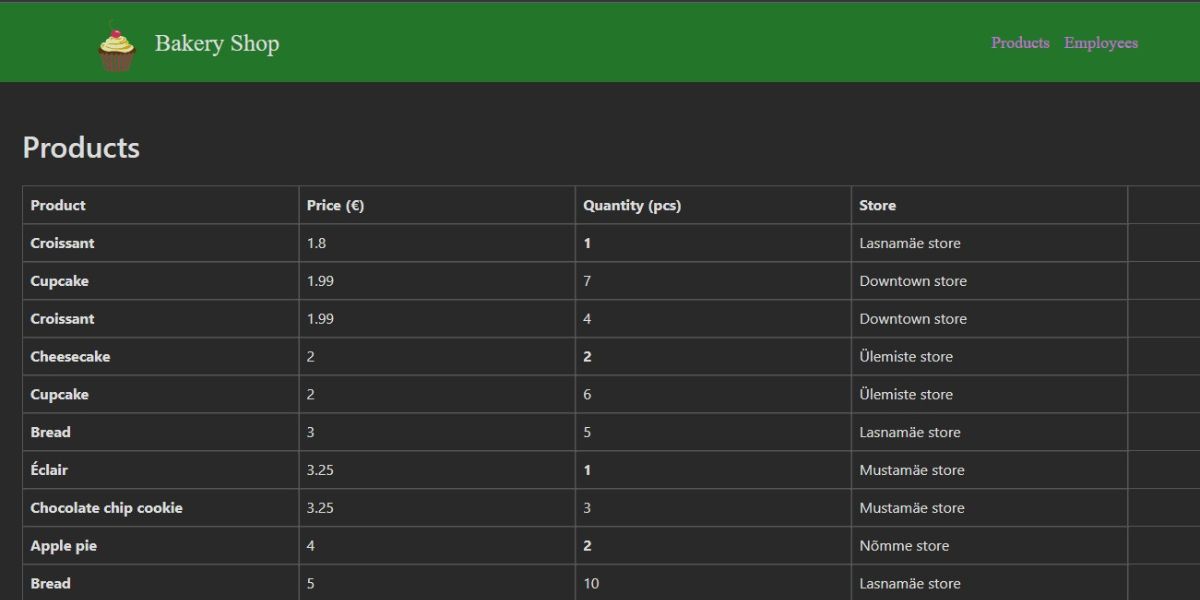 Bakery Shop Products Employees
Products
Product Price (€) Quantity (pcs) Store
Croissant 1.8 1 Lasnamäe store
Cupcake 1.99 7 Downtown store
Croissant 1.99 4 Downtown store
Cheesecake 2 2 Ülemiste store
Cupcake 2 6 Ülemiste store
Bread 3 5 Lasnamäe store
Éclair 3.25 1 Mustamäe store
Chocolate chip cookie 3.25 3 Mustamäe store
Apple pie 4 2 Nõmme store
Bread 5 10 Lasnamäe store